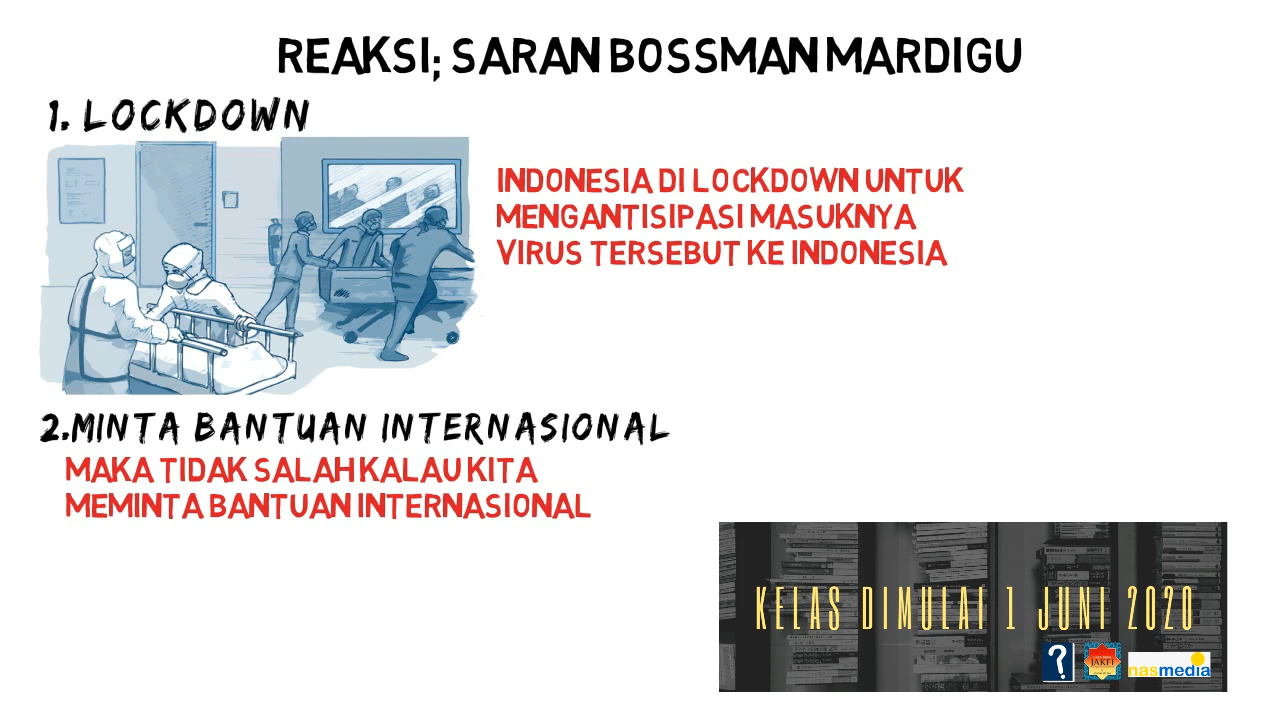 REAKSI; SARAN BOSSMAN MARDIGU
1. LOCKDOWN
INDONESIA DI LOCKDOWN UNTUK
MENGANTISIPASI MASUKNYA
VIRUS TERSEBUT KE INDONESIA
2.MINTA BANTUAN INTERNASIONAL
MAKA TIDAK SALAH KALAU KITA
MEMINTA BANTUAN INTERNASIONAL
KELAS DIMULAI 1 JUNI 2020
?
JAKFI
nasmedia